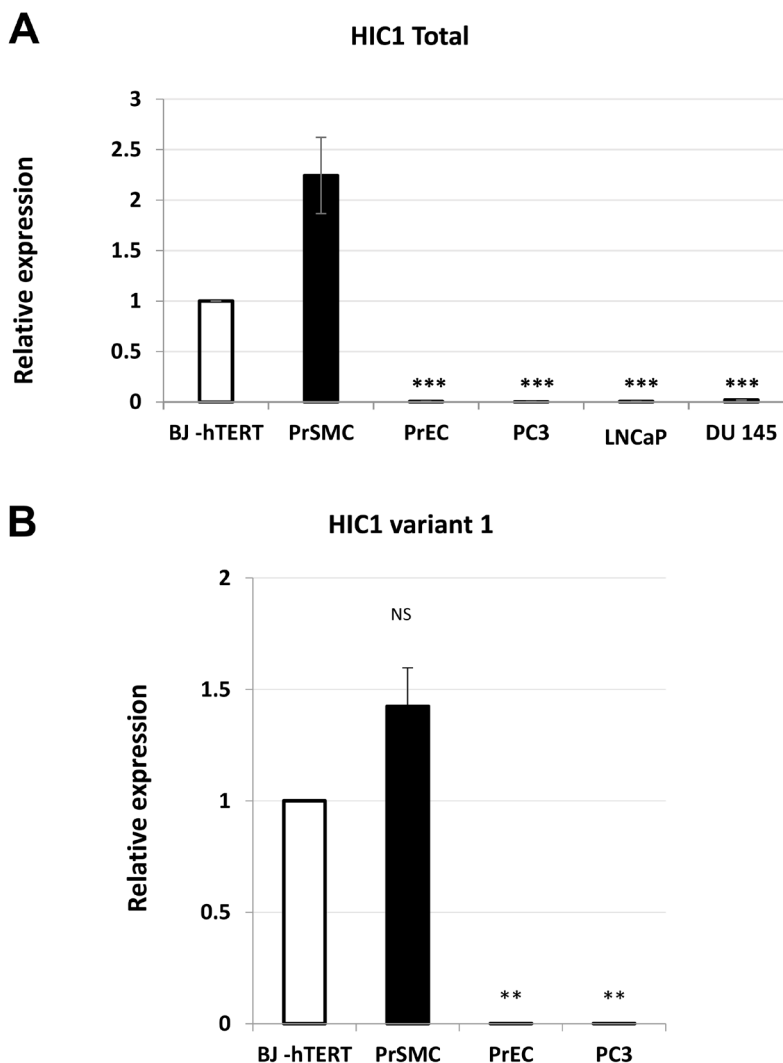 A
HIC1 Total
Relative expression
3
2.5
2
1.5
1
0.5
0
*** *** *** ***
BJ -hTERT PrSMC PrEC PC3 LNCaP DU 145
B
HIC1 variant 1
Relative expression
2
NS
1.5
1
0.5
** **
0
BJ -hTERT PrSMC PrEC PC3